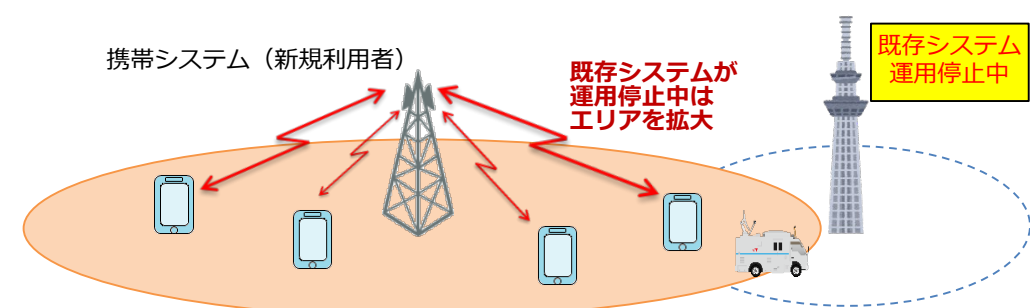 携帯システム（新規利用者）
既存システムが
運用停止中は
エリアを拡大
既存システム
運用停止中